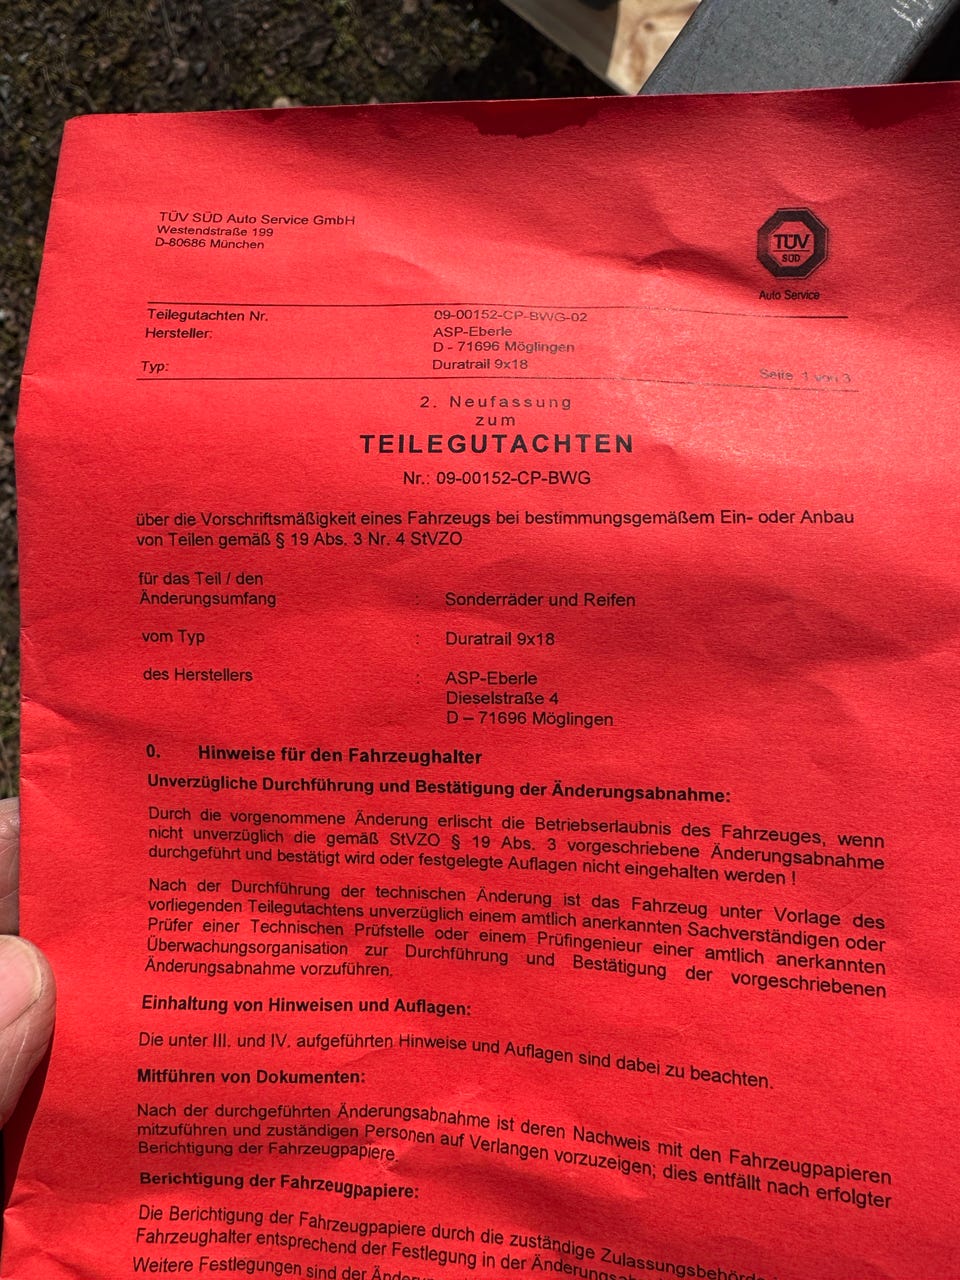 TÜV SÜD Auto Service GmbH
Westendstraße 199
D-80686 München
TÜV
SÜD
Auto Service
Teilegutachten Nr. 09-00152-CP-BWG-02
Hersteller: ASP-Eberle
D - 71696 Möglingen
Typ: Duratrail 9x18
Seite 1 von 3
2. Neufassung
zum
TEILEGUTACHTEN
Nr.: 09-00152-CP-BWG
über die Vorschriftsmäßigkeit eines Fahrzeugs bei bestimmungsgemäßem Ein- oder Anbau
von Teilen gemäß § 19 Abs. 3 Nr. 4 StVZO
für das Teil / den
Änderungsumfang : Sonderräder und Reifen
vom Typ : Duratrail 9x18
des Herstellers : ASP-Eberle
Dieselstraße 4
D – 71696 Möglingen
0. Hinweise für den Fahrzeughalter
Unverzügliche Durchführung und Bestätigung der Änderungsabnahme:
Durch die vorgenommene Änderung erlischt die Betriebserlaubnis des Fahrzeuges, wenn
nicht unverzüglich die gemäß StVZO § 19 Abs. 3 vorgeschriebene Änderungsabnahme
durchgeführt und bestätigt wird oder festgelegte Auflagen nicht eingehalten werden !
Nach der Durchführung der technischen Änderung ist das Fahrzeug unter Vorlage des
vorliegenden Teilegutachtens unverzüglich einem amtlich anerkannten Sachverständigen oder
Prüfer einer Technischen Prüfstelle oder einem Prüfingenieur einer amtlich anerkannten
Überwachungsorganisation zur Durchführung und Bestätigung der vorgeschriebenen
Änderungsabnahme vorzuführen.
Einhaltung von Hinweisen und Auflagen:
Die unter III. und IV. aufgeführten Hinweise und Auflagen sind dabei zu beachten.
Mitführen von Dokumenten:
Nach der durchgeführten Änderungsabnahme ist deren Nachweis mit den Fahrzeugpapieren
mitzuführen und zuständigen Personen auf Verlangen vorzuzeigen; dies entfällt nach erfolgter
Berichtigung der Fahrzeugpapiere.
Berichtigung der Fahrzeugpapiere:
Die Berichtigung der Fahrzeugpapiere durch die zuständige Zulassungsbehörde
Fahrzeughalter entsprechend der Festlegung in der
Weitere Festlegungen sind der